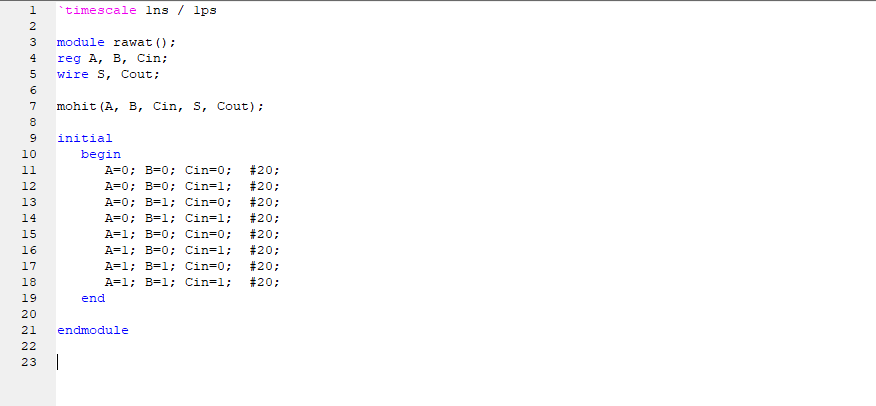 1 `timescale 1ns / 1ps
2
3 module rawat();
4 reg A, B, Cin;
5 wire S, Cout;
6
7 mohit(A, B, Cin, S, Cout);
8
9 initial
10 begin
11 A=0; B=0; Cin=0; #20;
12 A=0; B=0; Cin=1; #20;
13 A=0; B=1; Cin=0; #20;
14 A=0; B=1; Cin=1; #20;
15 A=1; B=0; Cin=0; #20;
16 A=1; B=0; Cin=1; #20;
17 A=1; B=1; Cin=0; #20;
18 A=1; B=1; Cin=1; #20;
19 end
20
21 endmodule
22
23